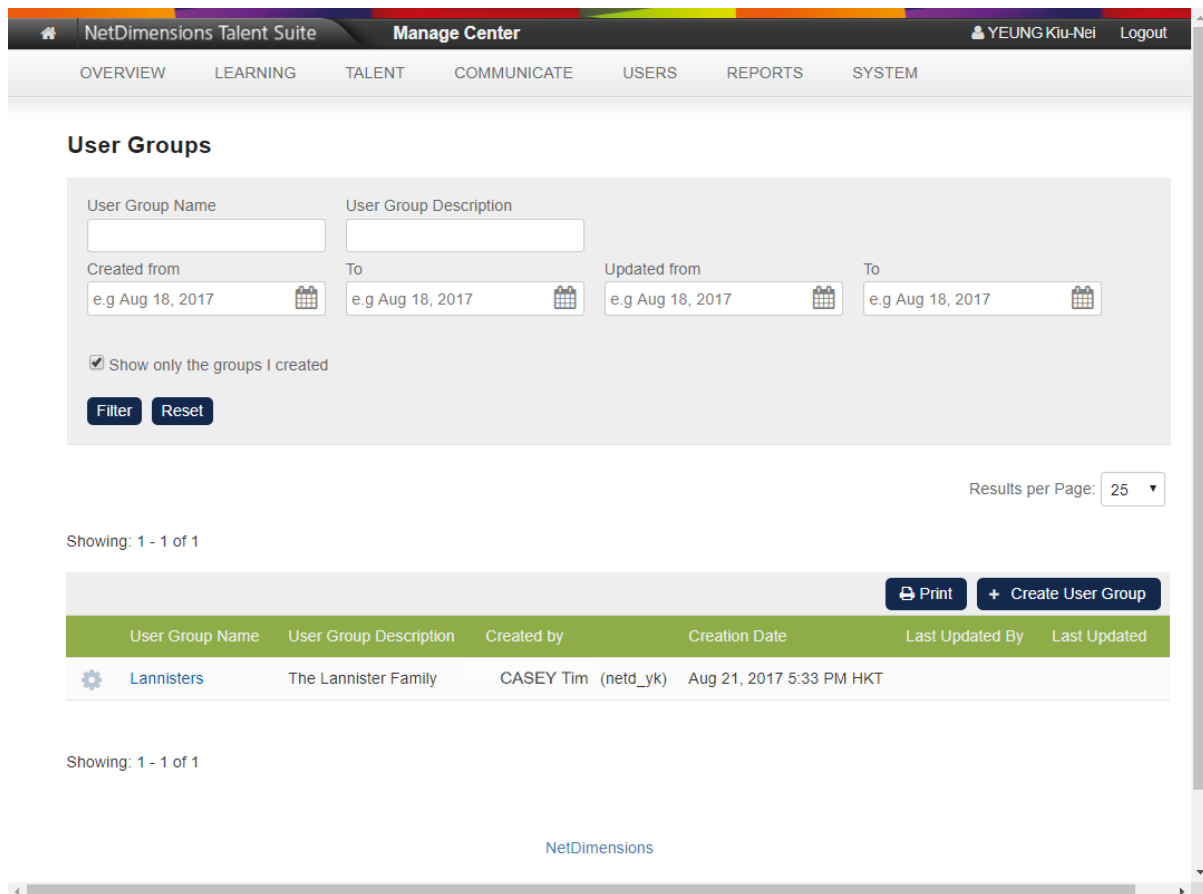 NetDimensions Talent Suite Manage Center YEUNG Kiu-Nei Logout
OVERVIEW LEARNING TALENT COMMUNICATE USERS REPORTS SYSTEM
User Groups
User Group Name User Group Description
Created from To Updated from To
e.g Aug 18, 2017 e.g Aug 18, 2017 e.g Aug 18, 2017 e.g Aug 18, 2017
Show only the groups I created
Filter Reset
Results per Page: 25
Showing: 1 - 1 of 1
Print + Create User Group
User Group Name User Group Description Created by Creation Date Last Updated By Last Updated
Lannisters The Lannister Family CASEY Tim (netd_yk) Aug 21, 2017 5:33 PM HKT
Showing: 1 - 1 of 1
NetDimensions